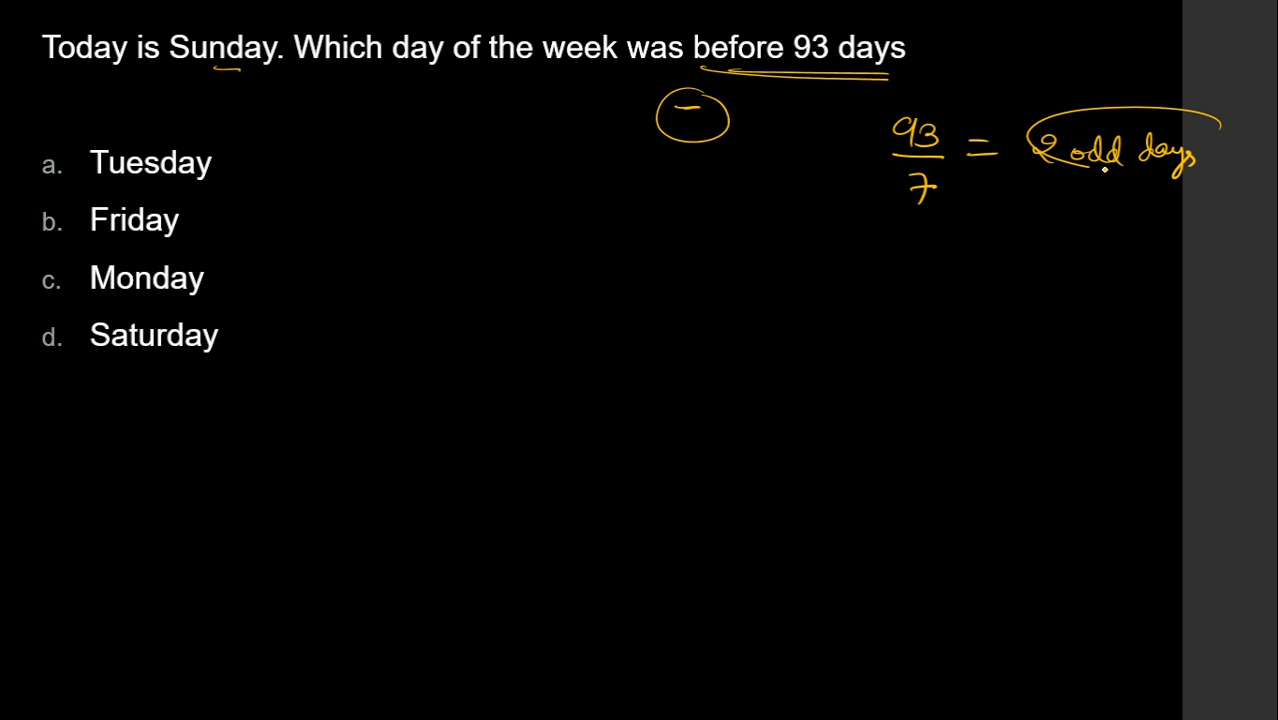 Today is Sunday. Which day of the week was before 93 days
−
93
7
= 2 odd days
a. Tuesday
b. Friday
c. Monday
d. Saturday